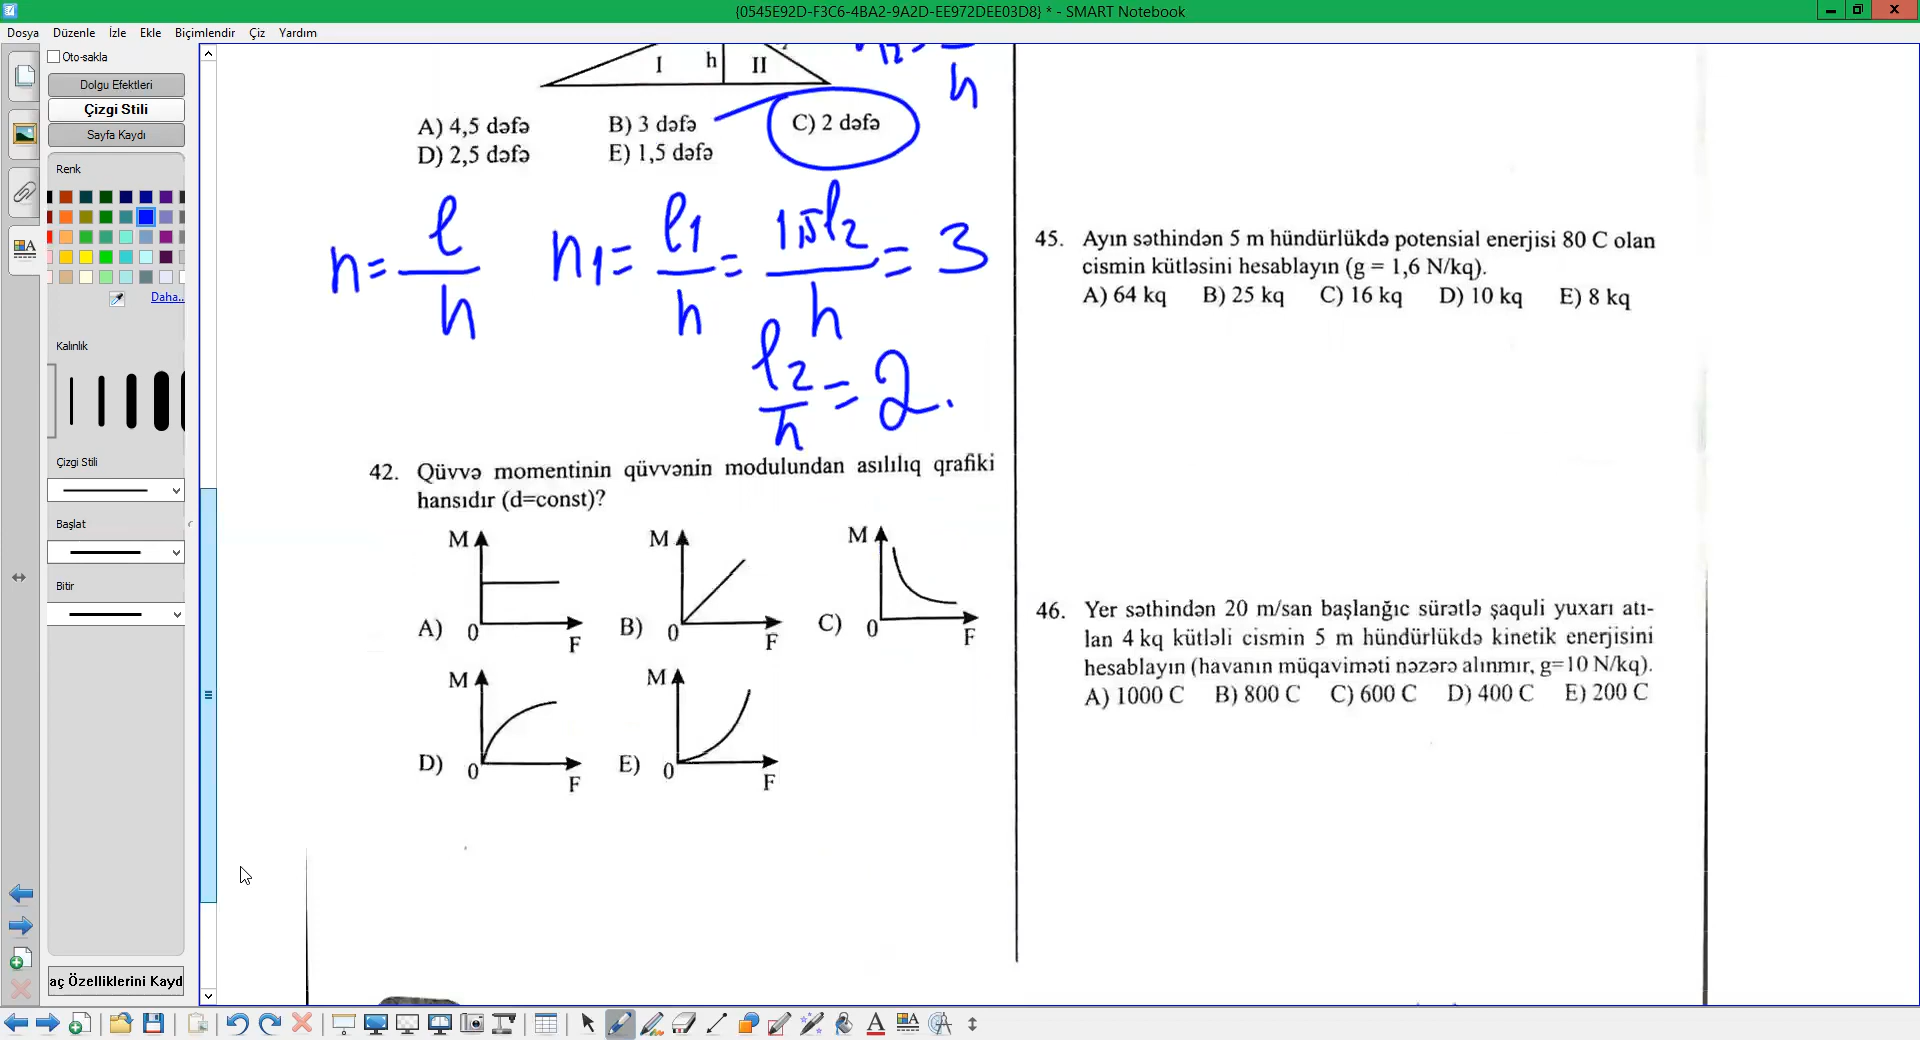 {0545E92D-F3C6-4BA2-9A2D-EE972DEE03D8} * - SMART Notebook
Dosya Düzenle İzle Ekle Biçimlendir Çiz Yardım
Oto-sakla
Dolgu Efektleri
Çizgi Stili
Sayfa Kaydı
Renk
Daha..
Kalınlık
Çizgi Stili
Başlat
Bitir
aç Özelliklerini Kayd
I h II
h
A) 4,5 dəfə B) 3 dəfə C) 2 dəfə
D) 2,5 dəfə E) 1,5 dəfə
n = l/h n1 = l1/h = 1,5l2/h = 3
l2/h = 2.
42. Qüvvə momentinin qüvvənin modulundan asılılıq qrafiki
hansıdır (d=const)?
A) M 0 F B) M 0 F C) M 0 F
D) M 0 F E) M 0 F
45. Ayın səthindən 5 m hündürlükdə potensial enerjisi 80 C olan
cismin kütləsini hesablayın (g = 1,6 N/kq).
A) 64 kq B) 25 kq C) 16 kq D) 10 kq E) 8 kq
46. Yer səthindən 20 m/san başlanğıc sürətlə şaquli yuxarı atı-
lan 4 kq kütləli cismin 5 m hündürlükdə kinetik enerjisini
hesablayın (havanın müqaviməti nəzərə alınmır, g=10 N/kq).
A) 1000 C B) 800 C C) 600 C D) 400 C E) 200 C